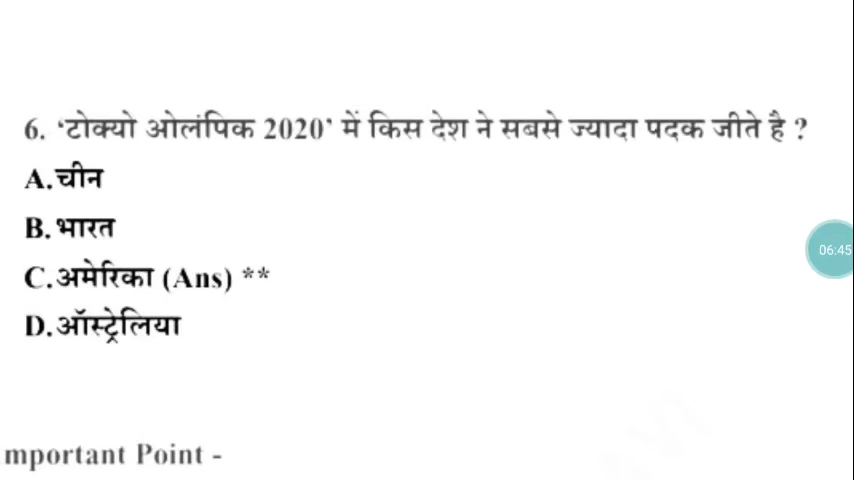 6. ‘टोक्यो ओलंपिक 2020’ में किस देश ने सबसे ज्यादा पदक जीते है ?
A.चीन
B.भारत
06:45
C.अमेरिका (Ans) **
D.ऑस्ट्रेलिया
mportant Point -